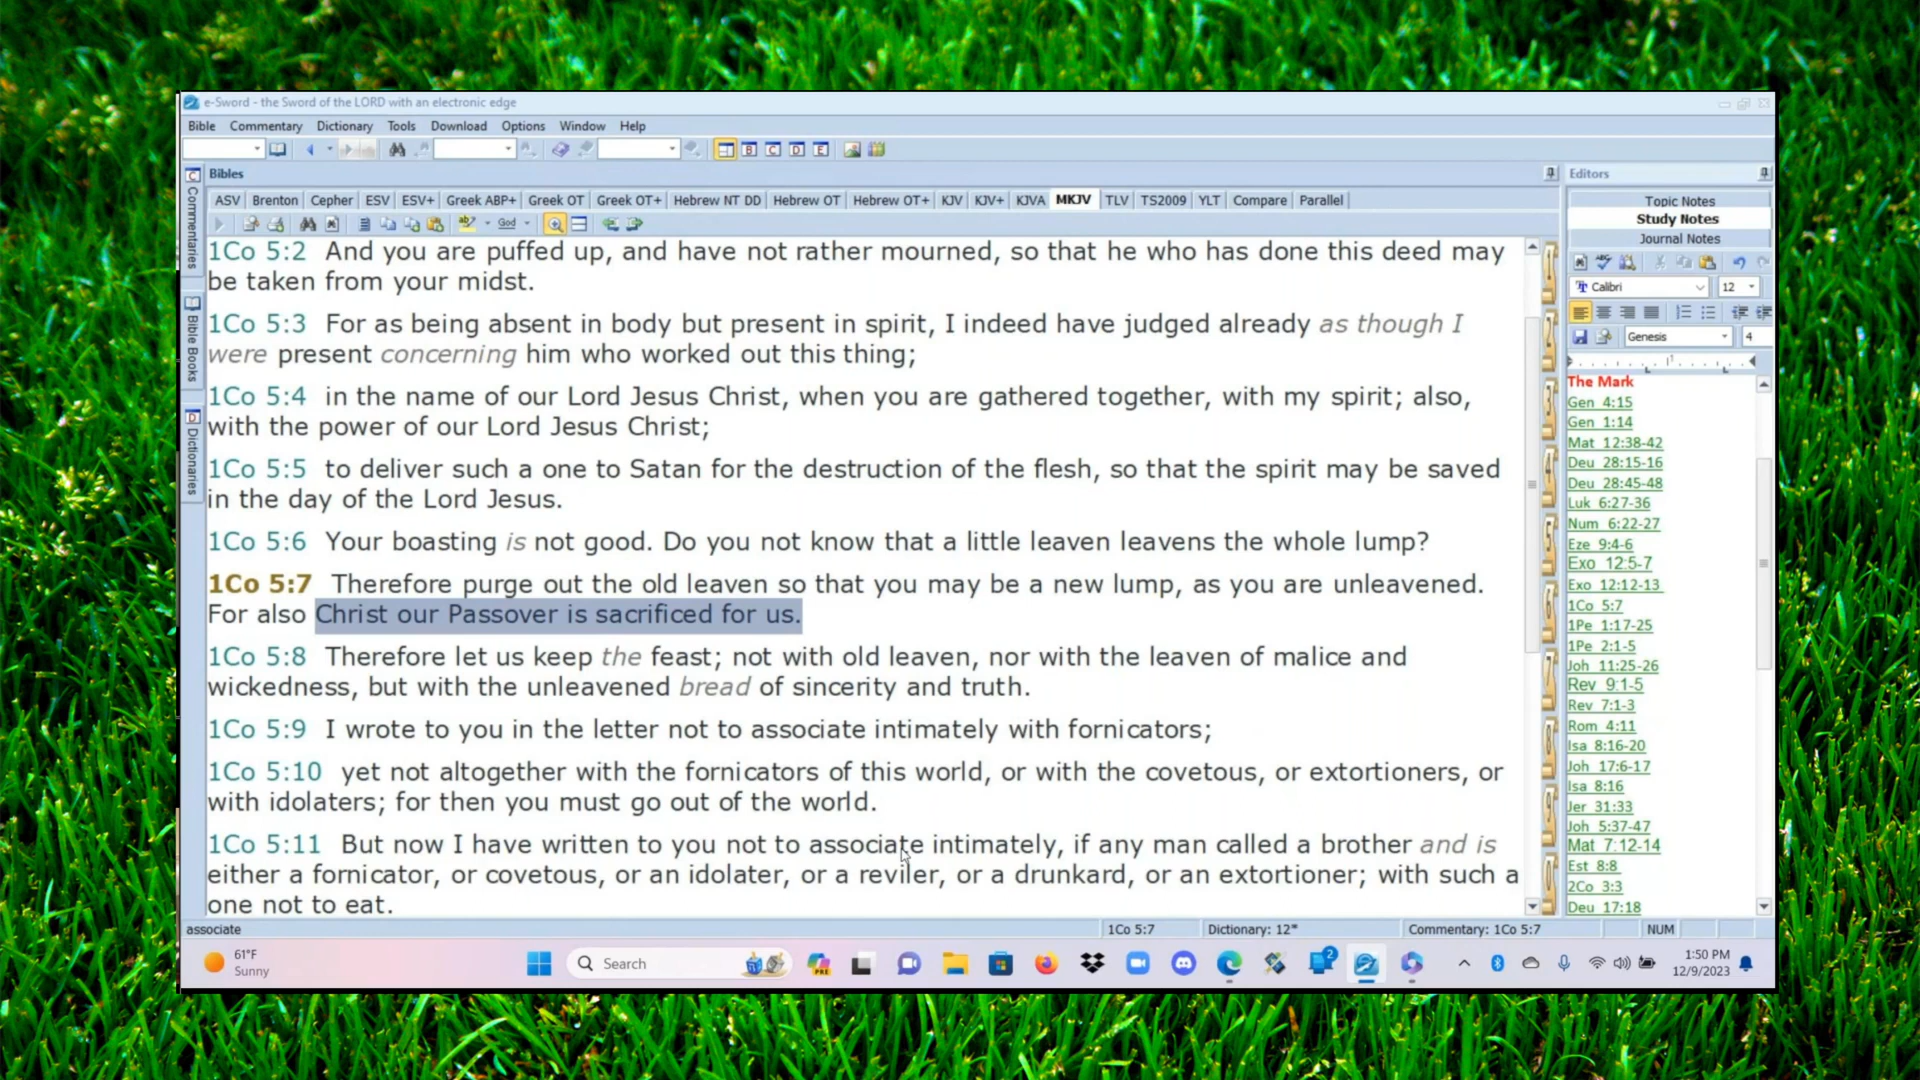 e-Sword - the Sword of the LORD with an electronic edge
Bible Commentary Dictionary Tools Download Options Window Help
B C D E
Bibles
ASV Brenton Cepher ESV ESV+ Greek ABP+ Greek OT Greek OT+ Hebrew NT DD Hebrew OT Hebrew OT+ KJV KJV+ KJVA MKJV TLV TS2009 YLT Compare Parallel
God
Commentaries
Bible Books
Dictionaries
1Co 5:2 And you are puffed up, and have not rather mourned, so that he who has done this deed may
be taken from your midst.
1Co 5:3 For as being absent in body but present in spirit, I indeed have judged already as though I
were present concerning him who worked out this thing;
1Co 5:4 in the name of our Lord Jesus Christ, when you are gathered together, with my spirit; also,
with the power of our Lord Jesus Christ;
1Co 5:5 to deliver such a one to Satan for the destruction of the flesh, so that the spirit may be saved
in the day of the Lord Jesus.
1Co 5:6 Your boasting is not good. Do you not know that a little leaven leavens the whole lump?
1Co 5:7 Therefore purge out the old leaven so that you may be a new lump, as you are unleavened.
For also Christ our Passover is sacrificed for us.
1Co 5:8 Therefore let us keep the feast; not with old leaven, nor with the leaven of malice and
wickedness, but with the unleavened bread of sincerity and truth.
1Co 5:9 I wrote to you in the letter not to associate intimately with fornicators;
1Co 5:10 yet not altogether with the fornicators of this world, or with the covetous, or extortioners, or
with idolaters; for then you must go out of the world.
1Co 5:11 But now I have written to you not to associate intimately, if any man called a brother and is
either a fornicator, or covetous, or an idolater, or a reviler, or a drunkard, or an extortioner; with such a
one not to eat.
1
2
3
4
5
6
7
8
9
0
Editors
Topic Notes
Study Notes
Journal Notes
Calibri 12
Genesis 4
The Mark
Gen 4:15
Gen 1:14
Mat 12:38-42
Deu 28:15-16
Deu 28:45-48
Luk 6:27-36
Num 6:22-27
Eze 9:4-6
Exo 12:5-7
Exo 12:12-13
1Co 5:7
1Pe 1:17-25
1Pe 2:1-5
Joh 11:25-26
Rev 9:1-5
Rev 7:1-3
Rom 4:11
Isa 8:16-20
Joh 17:6-17
Isa 8:16
Jer 31:33
Joh 5:37-47
Mat 7:12-14
Est 8:8
2Co 3:3
Deu 17:18
associate 1Co 5:7 Dictionary: 12* Commentary: 1Co 5:7 NUM
61°F
Sunny
Search
PRE
2
1:50 PM
12/9/2023